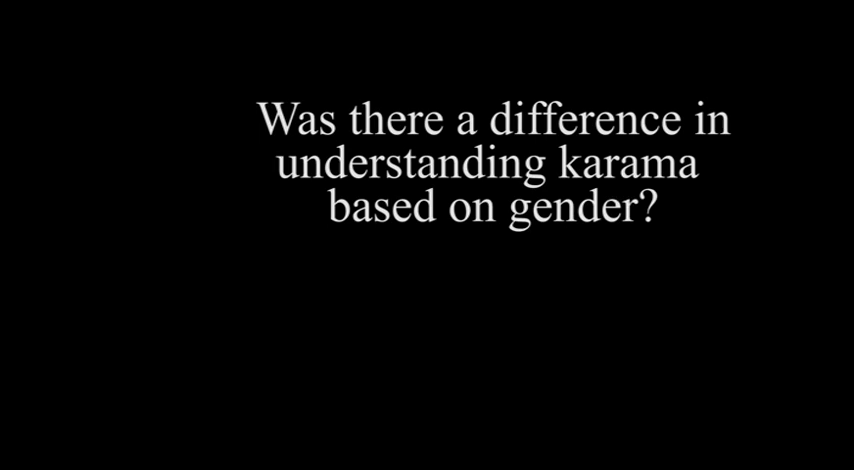 Was there a difference in
understanding karama
based on gender?